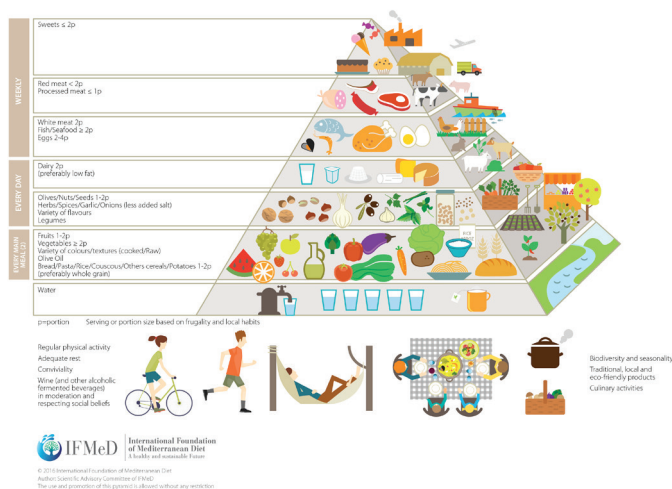 WEEKLY
Sweets ≤ 2p
Red meat < 2p
Processed meat ≤ 1p
White meat 2p
Fish/Seafood ≥ 2p
Eggs 2-4p
EVERY DAY
Dairy 2p
(preferably low fat)
Olives/Nuts/Seeds 1-2p
Herbs/Spices/Garlic/Onions (less added salt)
Variety of flavours
Legumes
EVERY MAIN
MEAL(S)
Fruits 1-2p
Vegetables ≥ 2p
Variety of colours/textures (cooked/Raw)
Olive Oil
Bread/Pasta/Rice/Couscous/Others cereals/Potatoes 1-2p
(preferably whole grain)
RICE
Water
p=portion Serving or portion size based on frugality and local habits
Regular physical activity
Adequate rest
Conviviality
Wine (and other alcoholic
fermented beverages)
in moderation and
respecting social beliefs
Biodiversity and seasonality
Traditional, local and
eco-friendly products
Culinary activities
IFMeD
International Foundation
of Mediterranean Diet
A healthy and sustainable Future
© 2016 International Foundation of Mediterranean Diet
Author: Scientific Advisory Committee of IFMeD
The use and promotion of this pyramid is allowed without any restriction